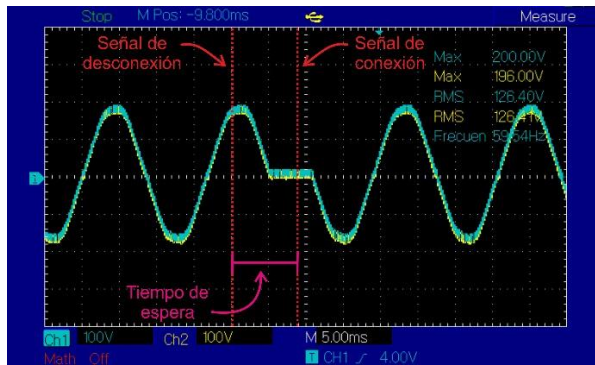 Stop M Pos: -9.800ms Measure
Señal de
desconexión
Señal de
conexión
Max 200.00V
Max 196.00V
RMS 126.40V
RMS 126.41V
Frecuen 59.64Hz
1
Tiempo de
espera
Ch1 100V Ch2 100V M 5.00ms
Math Off T CH1 4.00V